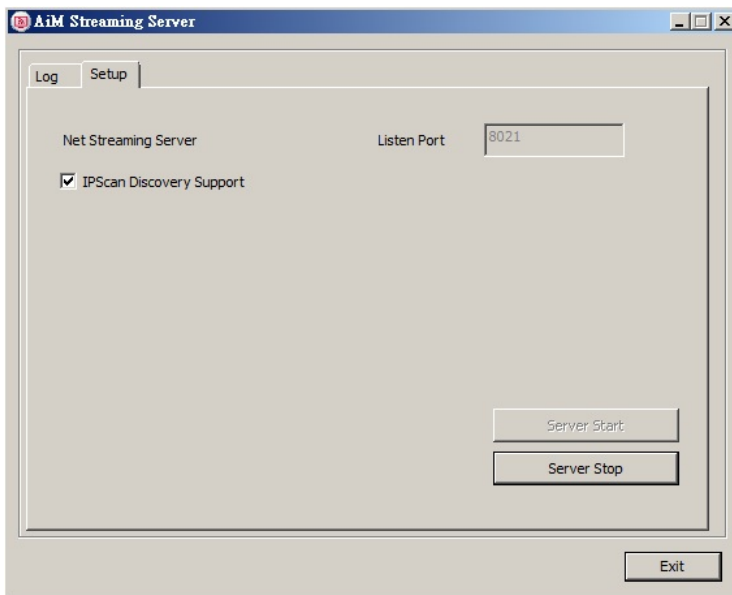 AiM Streaming Server
Log Setup
Net Streaming Server Listen Port 8021
IPScan Discovery Support
Server Start
Server Stop
Exit